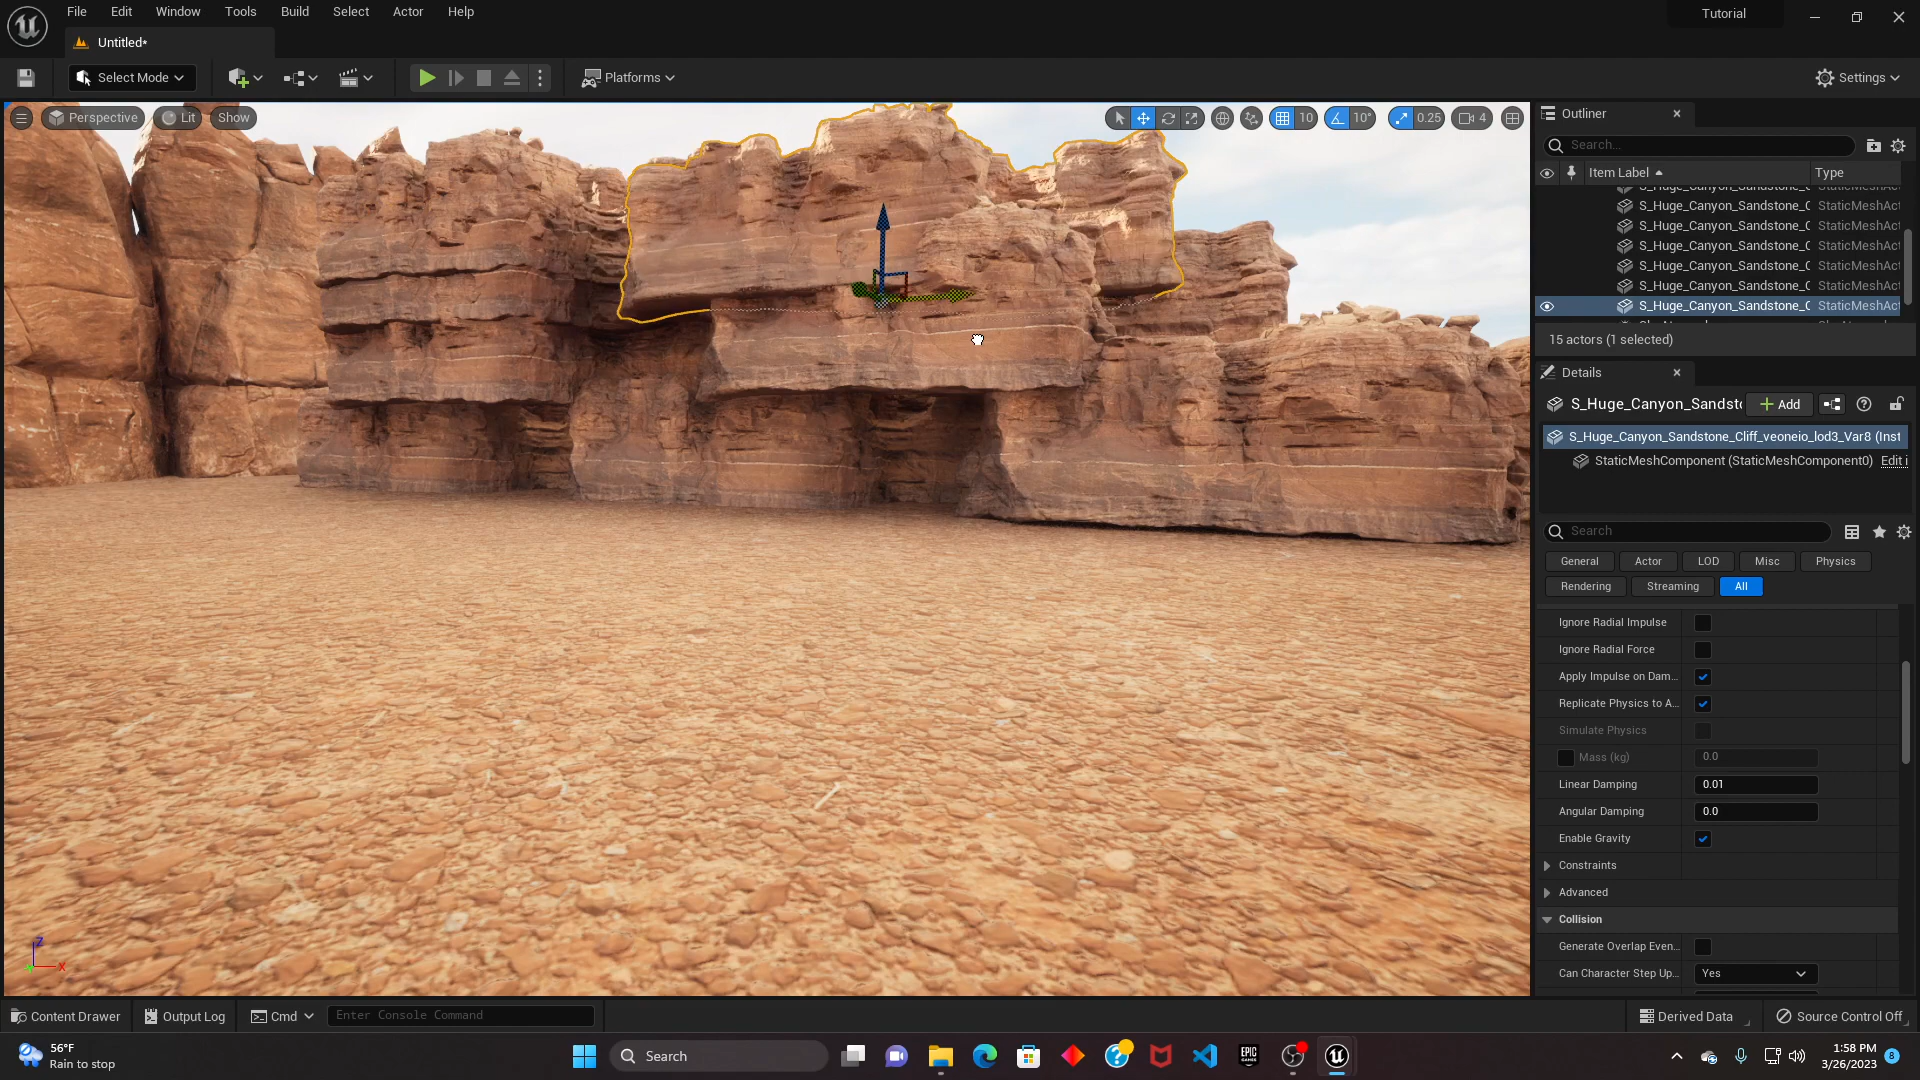 File Edit Window Tools Build Select Actor Help
Tutorial
Untitled*
Select Mode
Platforms
Settings
Perspective
Lit
Show
10
10°
0.25
4
Outliner
Search...
Item Label
Type
S_Huge_Canyon_Sandstone_C StaticMeshAct
S_Huge_Canyon_Sandstone_C StaticMeshAct
S_Huge_Canyon_Sandstone_C StaticMeshAct
S_Huge_Canyon_Sandstone_C StaticMeshAct
S_Huge_Canyon_Sandstone_C StaticMeshAct
S_Huge_Canyon_Sandstone_C StaticMeshAct
15 actors (1 selected)
Details
S_Huge_Canyon_Sandsto
Add
S_Huge_Canyon_Sandstone_Cliff_veoneio_lod3_Var8 (Inst
StaticMeshComponent (StaticMeshComponent0) Edit i
Search
General Actor LOD Misc Physics
Rendering Streaming All
Ignore Radial Impulse
Ignore Radial Force
Apply Impulse on Dam...
Replicate Physics to A...
Simulate Physics
Mass (kg) 0.0
Linear Damping 0.01
Angular Damping 0.0
Enable Gravity
Constraints
Advanced
Collision
Generate Overlap Even...
Can Character Step Up... Yes
Z
X
Content Drawer
Output Log
Cmd
Enter Console Command
Derived Data
Source Control Off
56°F
Rain to stop
Search
EPIC GAMES
1:58 PM
3/26/2023
8